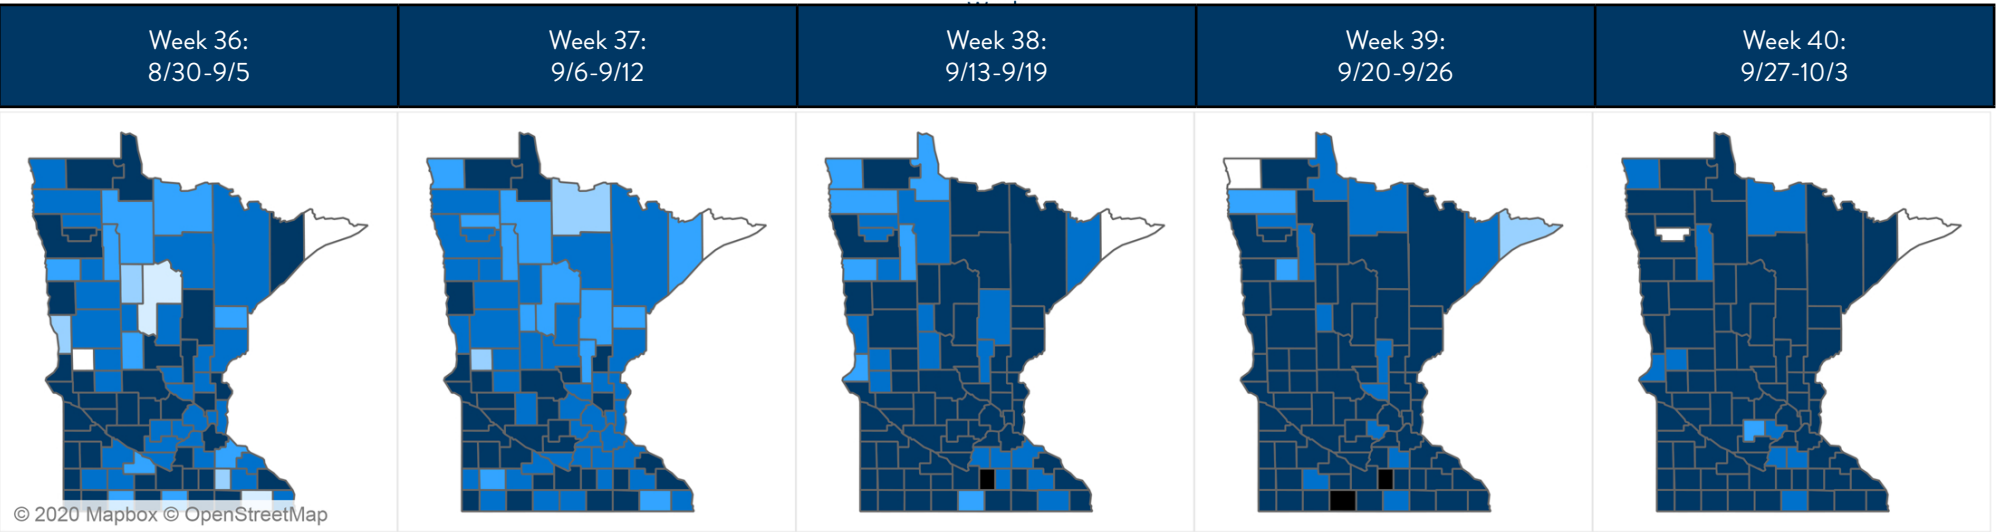 Week 36:
8/30-9/5
Week 37:
9/6-9/12
Week 38:
9/13-9/19
Week 39:
9/20-9/26
Week 40:
9/27-10/3
© 2020 Mapbox © OpenStreetMap